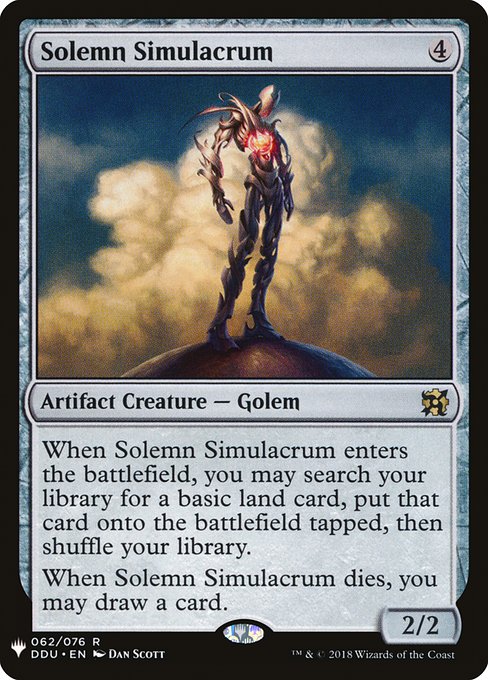 Solemn Simulacrum 4
Artifact Creature — Golem
When Solemn Simulacrum enters
the battlefield, you may search your
library for a basic land card, put that
card onto the battlefield tapped, then
shuffle your library.
When Solemn Simulacrum dies, you
may draw a card.
2/2
062/076 R
DDU • EN Dan Scott
™ & © 2018 Wizards of the Coast